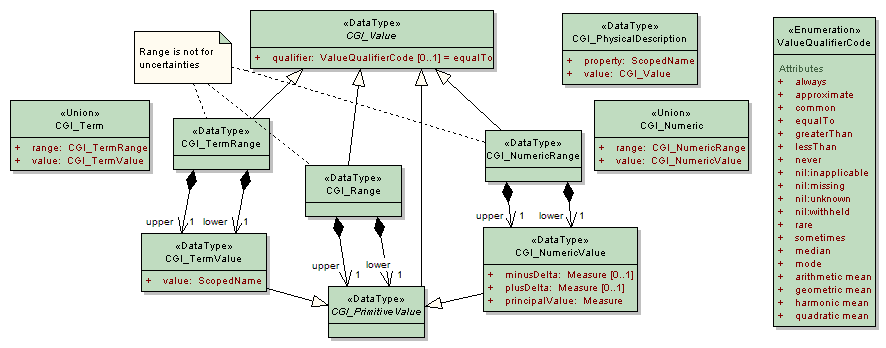 «DataType»
CGI_Value
+ qualifier: ValueQualifierCode [0..1] = equalTo
Range is not for
uncertainties
«DataType»
CGI_PhysicalDescription
+ property: ScopedName
+ value: CGI_Value
«Enumeration»
ValueQualifierCode
Attributes
+ always
+ approximate
+ common
+ equalTo
+ greaterThan
+ lessThan
+ never
+ nil:inapplicable
+ nil:missing
+ nil:unknown
+ nil:withheld
+ rare
+ sometimes
+ median
+ mode
+ arithmetic mean
+ geometric mean
+ harmonic mean
+ quadratic mean
«Union»
CGI_Term
+ range: CGI_TermRange
+ value: CGI_TermValue
«DataType»
CGI_TermRange
«DataType»
CGI_Range
«DataType»
CGI_NumericRange
«Union»
CGI_Numeric
+ range: CGI_NumericRange
+ value: CGI_NumericValue
upper 1
lower 1
upper 1
lower 1
upper 1
lower 1
«DataType»
CGI_TermValue
+ value: ScopedName
«DataType»
CGI_PrimitiveValue
«DataType»
CGI_NumericValue
+ minusDelta: Measure [0..1]
+ plusDelta: Measure [0..1]
+ principalValue: Measure